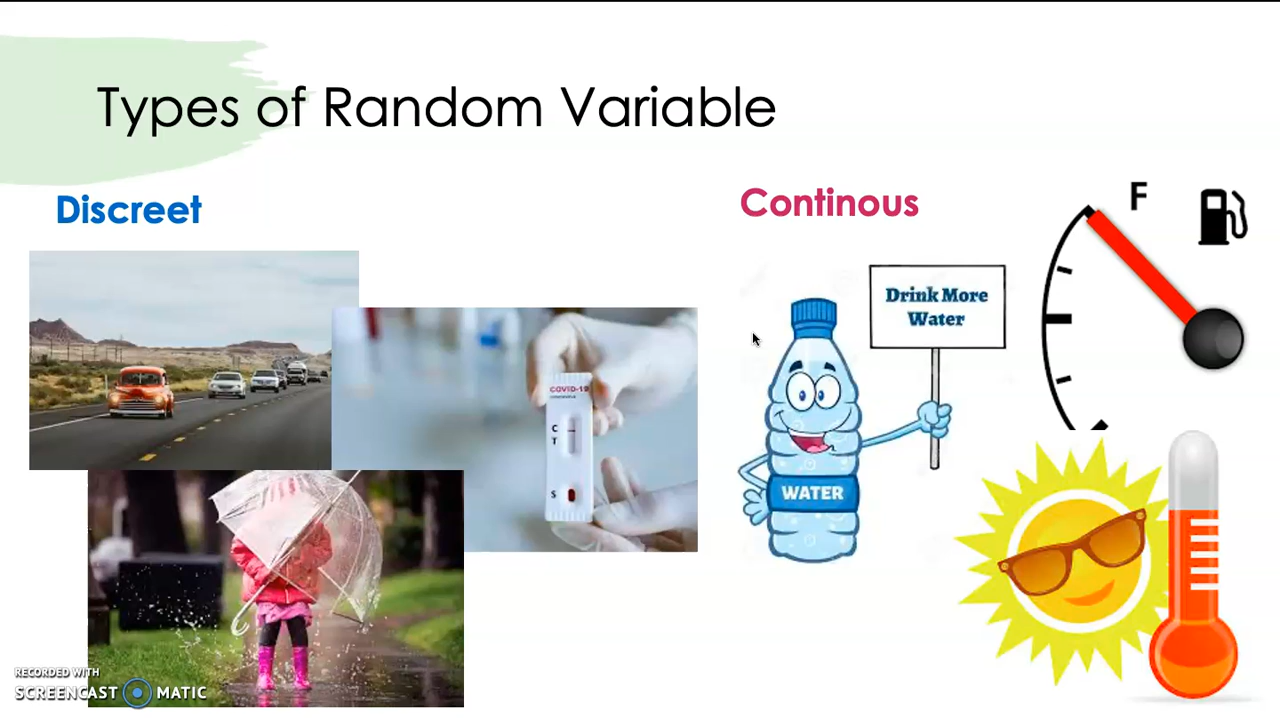 Types of Random Variable
Discreet
Continous
F
Drink More
Water
COVID-19
C
T
S
WATER
RECORDED WITH
SCREENCAST MATIC